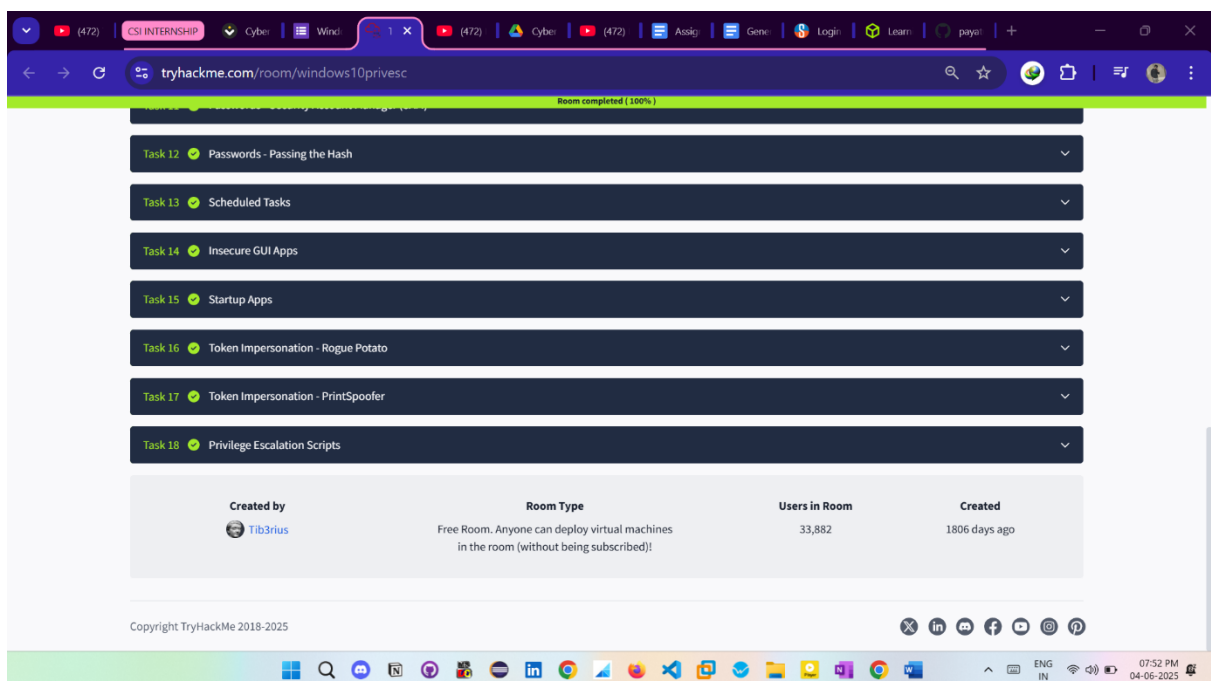 (472)
CSI INTERNSHIP
Cyber
Wind
1
(472)
Cyber
(472)
Assig
Gene
Login
Learn
payat
tryhackme.com/room/windows10privesc
Room completed ( 100% )
Task 12 Passwords - Passing the Hash
Task 13 Scheduled Tasks
Task 14 Insecure GUI Apps
Task 15 Startup Apps
Task 16 Token Impersonation - Rogue Potato
Task 17 Token Impersonation - PrintSpoofer
Task 18 Privilege Escalation Scripts
Created by
Tib3rius
Room Type
Free Room. Anyone can deploy virtual machines
in the room (without being subscribed)!
Users in Room
33,882
Created
1806 days ago
Copyright TryHackMe 2018-2025
ENG
IN
07:52 PM
04-06-2025